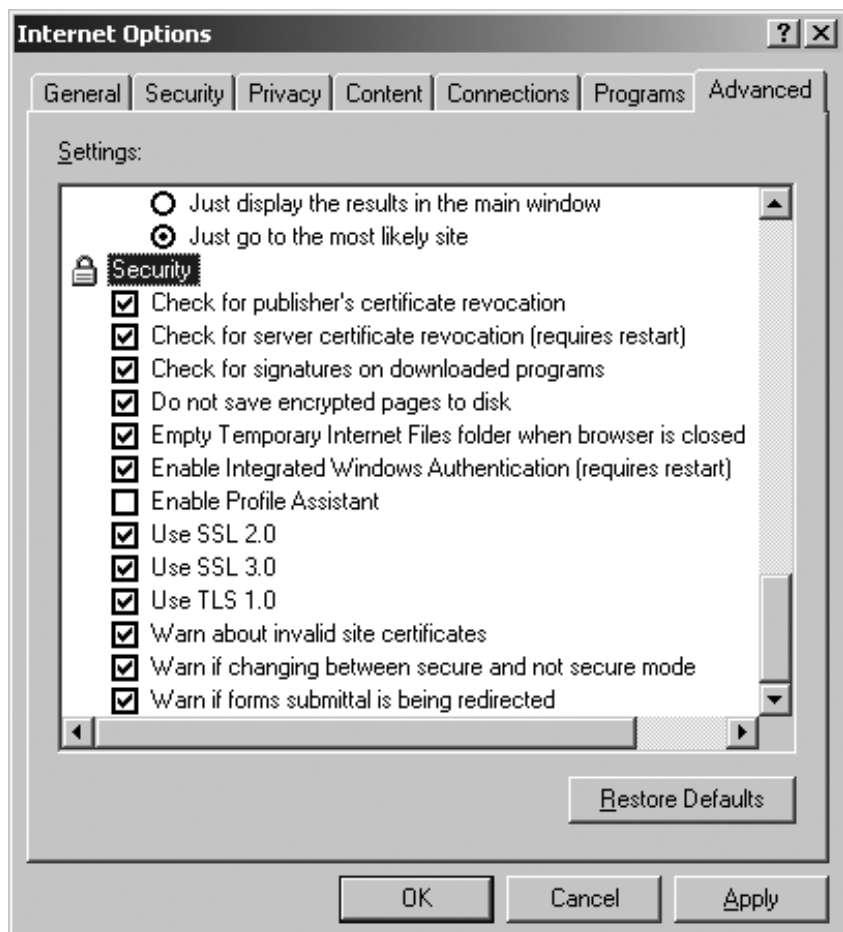 Internet Options
General Security Privacy Content Connections Programs Advanced
Settings:
Just display the results in the main window
Just go to the most likely site
Security
Check for publisher's certificate revocation
Check for server certificate revocation (requires restart)
Check for signatures on downloaded programs
Do not save encrypted pages to disk
Empty Temporary Internet Files folder when browser is closed
Enable Integrated Windows Authentication (requires restart)
Enable Profile Assistant
Use SSL 2.0
Use SSL 3.0
Use TLS 1.0
Warn about invalid site certificates
Warn if changing between secure and not secure mode
Warn if forms submittal is being redirected
Restore Defaults
OK Cancel Apply